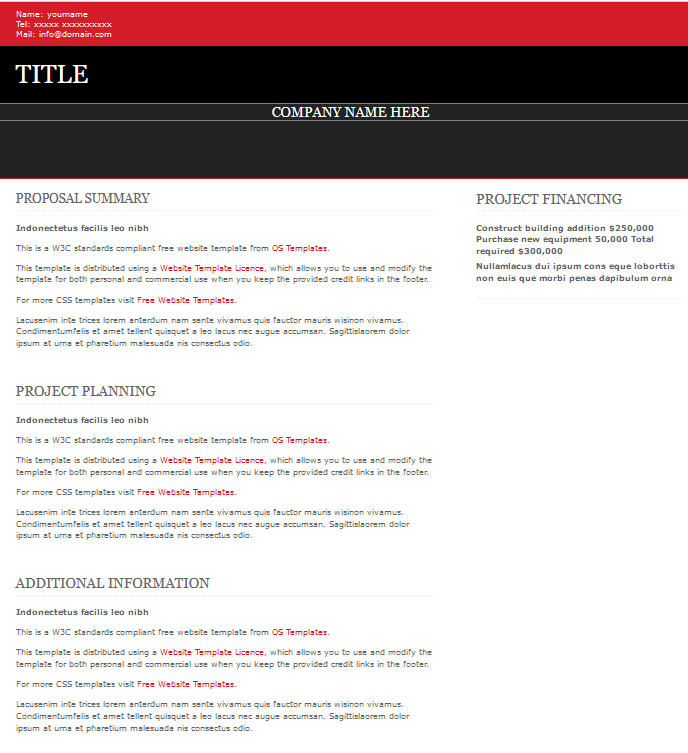 Name: yourname
Tel: xxxxx xxxxxxxxxx
Mail: info@domain.com
TITLE
COMPANY NAME HERE
PROPOSAL SUMMARY
Indonectetus facilis leo nibh
This is a W3C standards compliant free website template from OS Templates.
This template is distributed using a Website Template Licence, which allows you to use and modify the
template for both personal and commercial use when you keep the provided credit links in the footer.
For more CSS templates visit Free Website Templates.
Lacusenim inte trices lorem anterdum nam sente vivamus quis fauctor mauris wisinon vivamus.
Condimentumfelis et amet tellent quisquet a leo lacus nec augue accumsan. Sagittislaorem dolor
ipsum at urna et pharetium malesuada nis consectus odio.
PROJECT PLANNING
Indonectetus facilis leo nibh
This is a W3C standards compliant free website template from OS Templates.
This template is distributed using a Website Template Licence, which allows you to use and modify the
template for both personal and commercial use when you keep the provided credit links in the footer.
For more CSS templates visit Free Website Templates.
Lacusenim inte trices lorem anterdum nam sente vivamus quis fauctor mauris wisinon vivamus.
Condimentumfelis et amet tellent quisquet a leo lacus nec augue accumsan. Sagittislaorem dolor
ipsum at urna et pharetium malesuada nis consectus odio.
ADDITIONAL INFORMATION
Indonectetus facilis leo nibh
This is a W3C standards compliant free website template from OS Templates.
This template is distributed using a Website Template Licence, which allows you to use and modify the
template for both personal and commercial use when you keep the provided credit links in the footer.
For more CSS templates visit Free Website Templates.
Lacusenim inte trices lorem anterdum nam sente vivamus quis fauctor mauris wisinon vivamus.
Condimentumfelis et amet tellent quisquet a leo lacus nec augue accumsan. Sagittislaorem dolor
ipsum at urna et pharetium malesuada nis consectus odio.
PROJECT FINANCING
Construct building addition $250,000
Purchase new equipment 50,000 Total
required $300,000
Nullamlacus dui ipsum cons eque loborttis
non euis que morbi penas dapibulum orna